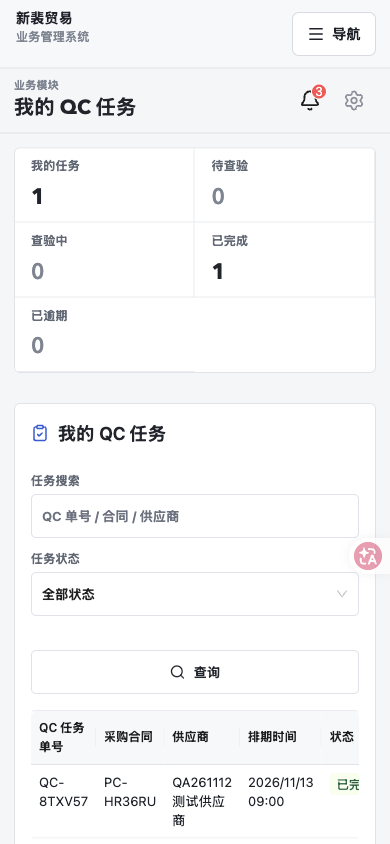 新裴贸易
业务管理系统
导航
业务模块
我的 QC 任务
3
我的任务
待查验
1
0
查验中
已完成
0
1
已逾期
0
我的 QC 任务
任务搜索
QC 单号 / 合同 / 供应商
任务状态
全部状态
查询
QC 任务
单号
采购合同
供应商
排期时间
状态
QC-
8TXV57
PC-
HR36RU
QA261112
测试供应
商
2026/11/13
09:00
已完